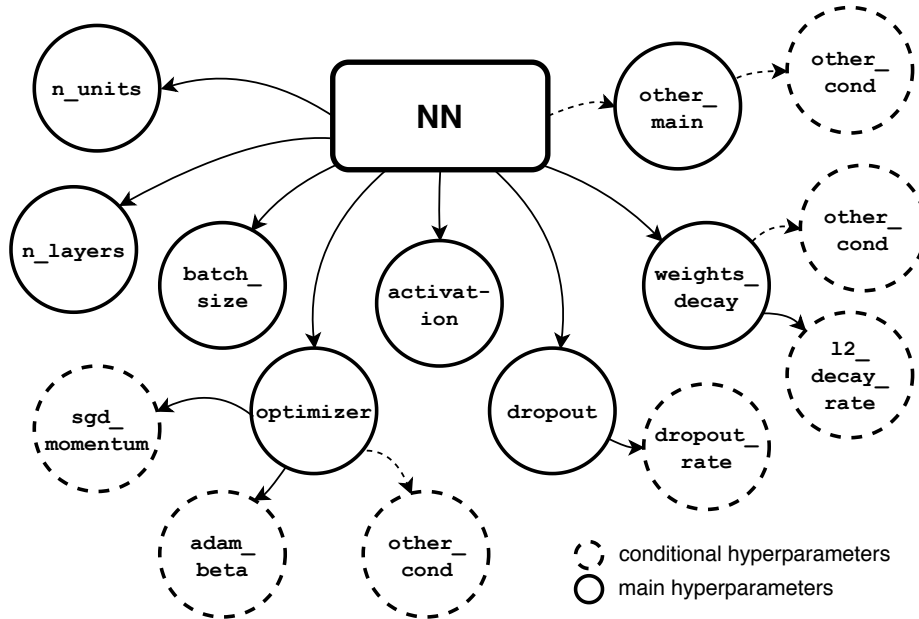 n_units
NN
other_
main
other_
cond
n_layers
batch_
size
activat-
ion
weights_
decay
other_
cond
l2_
decay_
rate
optimizer
dropout
sgd_
momentum
dropout_
rate
adam_
beta
other_
cond
conditional hyperparameters
main hyperparameters